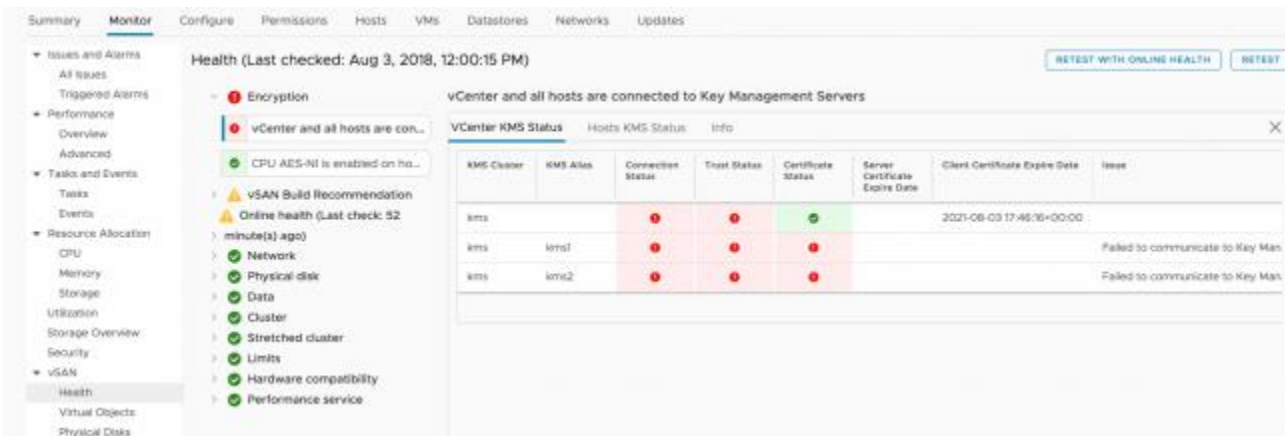 Summary Monitor Configure Permissions Hosts VMs Datastores Networks Updates
Issues and Alarms
All Issues
Triggered Alarms
Performance
Overview
Advanced
Tasks and Events
Tasks
Events
Resource Allocation
CPU
Memory
Storage
Utilization
Storage Overview
Security
vSAN
Health
Virtual Objects
Physical Disks
Health (Last checked: Aug 3, 2018, 12:00:15 PM)
RETEST WITH ONLINE HEALTH RETEST
Encryption
vCenter and all hosts are con...
CPU AES-NI is enabled on ho...
vSAN Build Recommendation
Online health (Last check: 52
minute(s) ago)
Network
Physical disk
Data
Cluster
Stretched cluster
Limits
Hardware compatibility
Performance service
vCenter and all hosts are connected to Key Management Servers
VCenter KMS Status Hosts KMS Status Info
KMS Cluster KMS Alias Connection Status Trust Status Certificate Status Server Certificate Expire Date Client Certificate Expire Date Issue
kms 2021-08-03T17:46:16+00:00
kms kms1 Failed to communicate to Key Man
kms kms2 Failed to communicate to Key Man